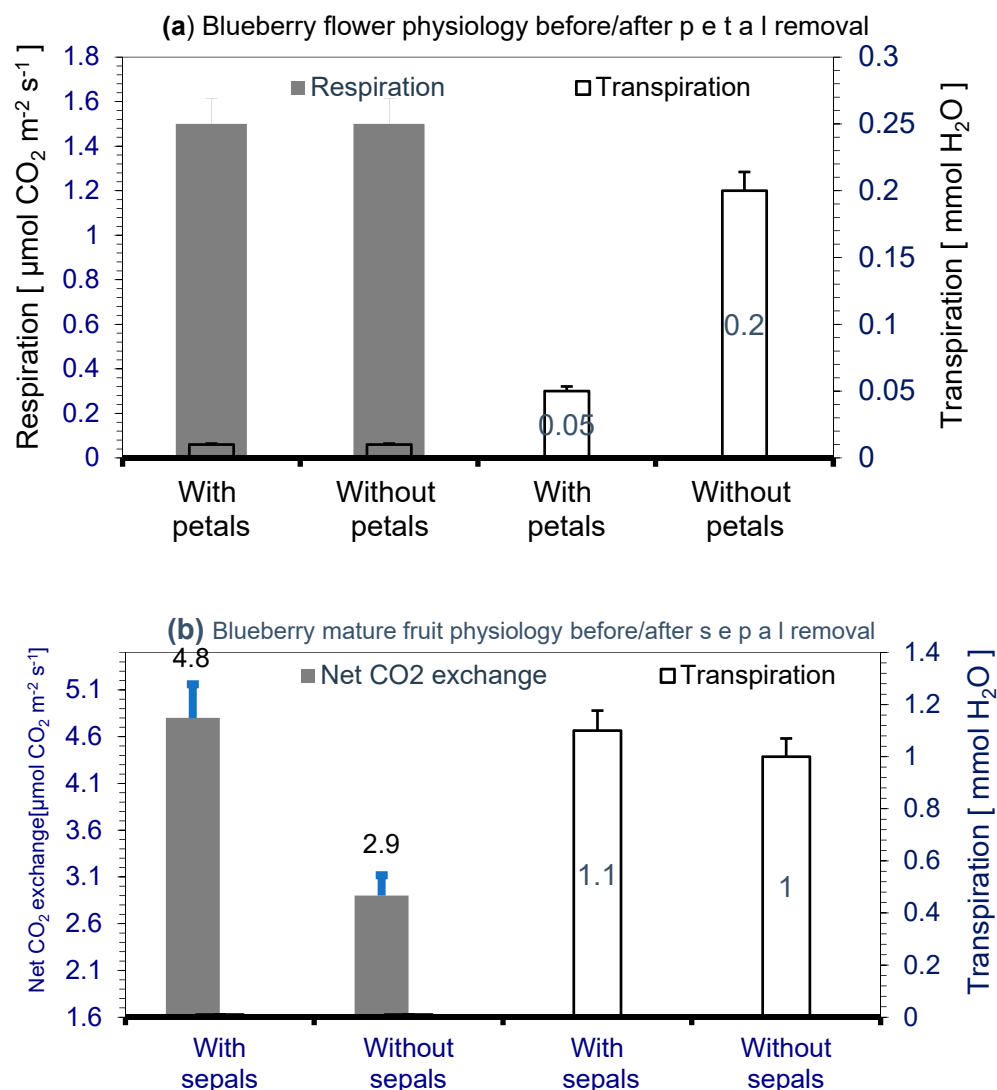 (a) Blueberry flower physiology before/after p e t a l removal
Respiration [ µmol CO2 m-2 s-1 ]
1.8
1.6
1.4
1.2
1
0.8
0.6
0.4
0.2
0
Respiration
Transpiration
0.05
0.2
0.3
0.25
0.2
0.15
0.1
0.05
0
Transpiration [ mmol H2O ]
With petals
Without petals
With petals
Without petals
(b) Blueberry mature fruit physiology before/after s e p a l removal
Net CO2 exchange[µmol CO2 m-2 s-1]
5.1
4.6
4.1
3.6
3.1
2.6
2.1
1.6
4.8
Net CO2 exchange
Transpiration
2.9
1.1
1
1.4
1.2
1
0.8
0.6
0.4
0.2
0
Transpiration [ mmol H2O ]
With sepals
Without sepals
With sepals
Without sepals